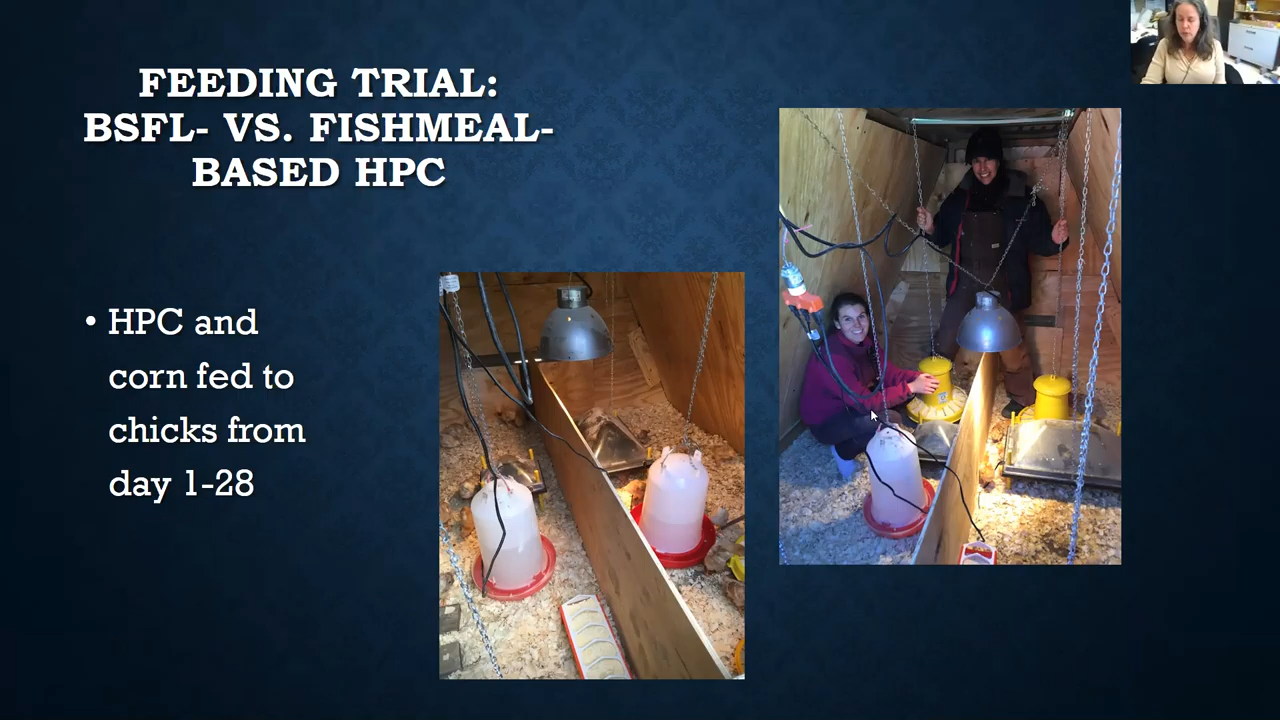 FEEDING TRIAL:
BSFL- VS. FISHMEAL-
BASED HPC
• HPC and
corn fed to
chicks from
day 1-28